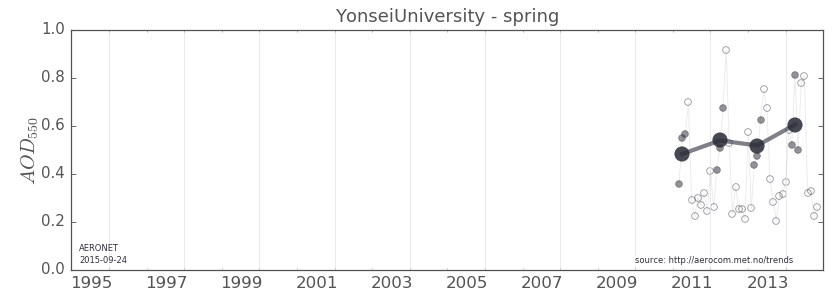 YonseiUniversity - spring
1.0
0.8
0.6
0.4
0.2
0.0
AOD550
AERONET
2015-09-24
source: http://aerocom.met.no/trends
1995 1997 1999 2001 2003 2005 2007 2009 2011 2013